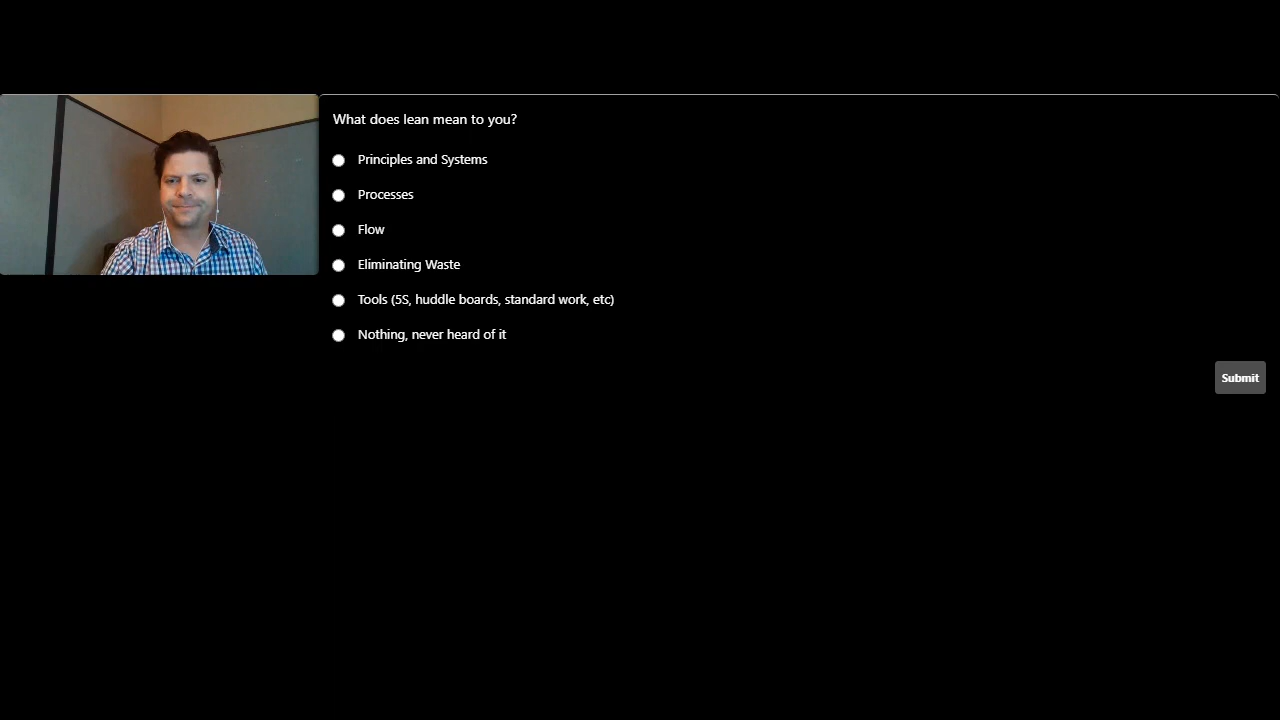 What does lean mean to you?
Principles and Systems
Processes
Flow
Eliminating Waste
Tools (5S, huddle boards, standard work, etc)
Nothing, never heard of it
Submit